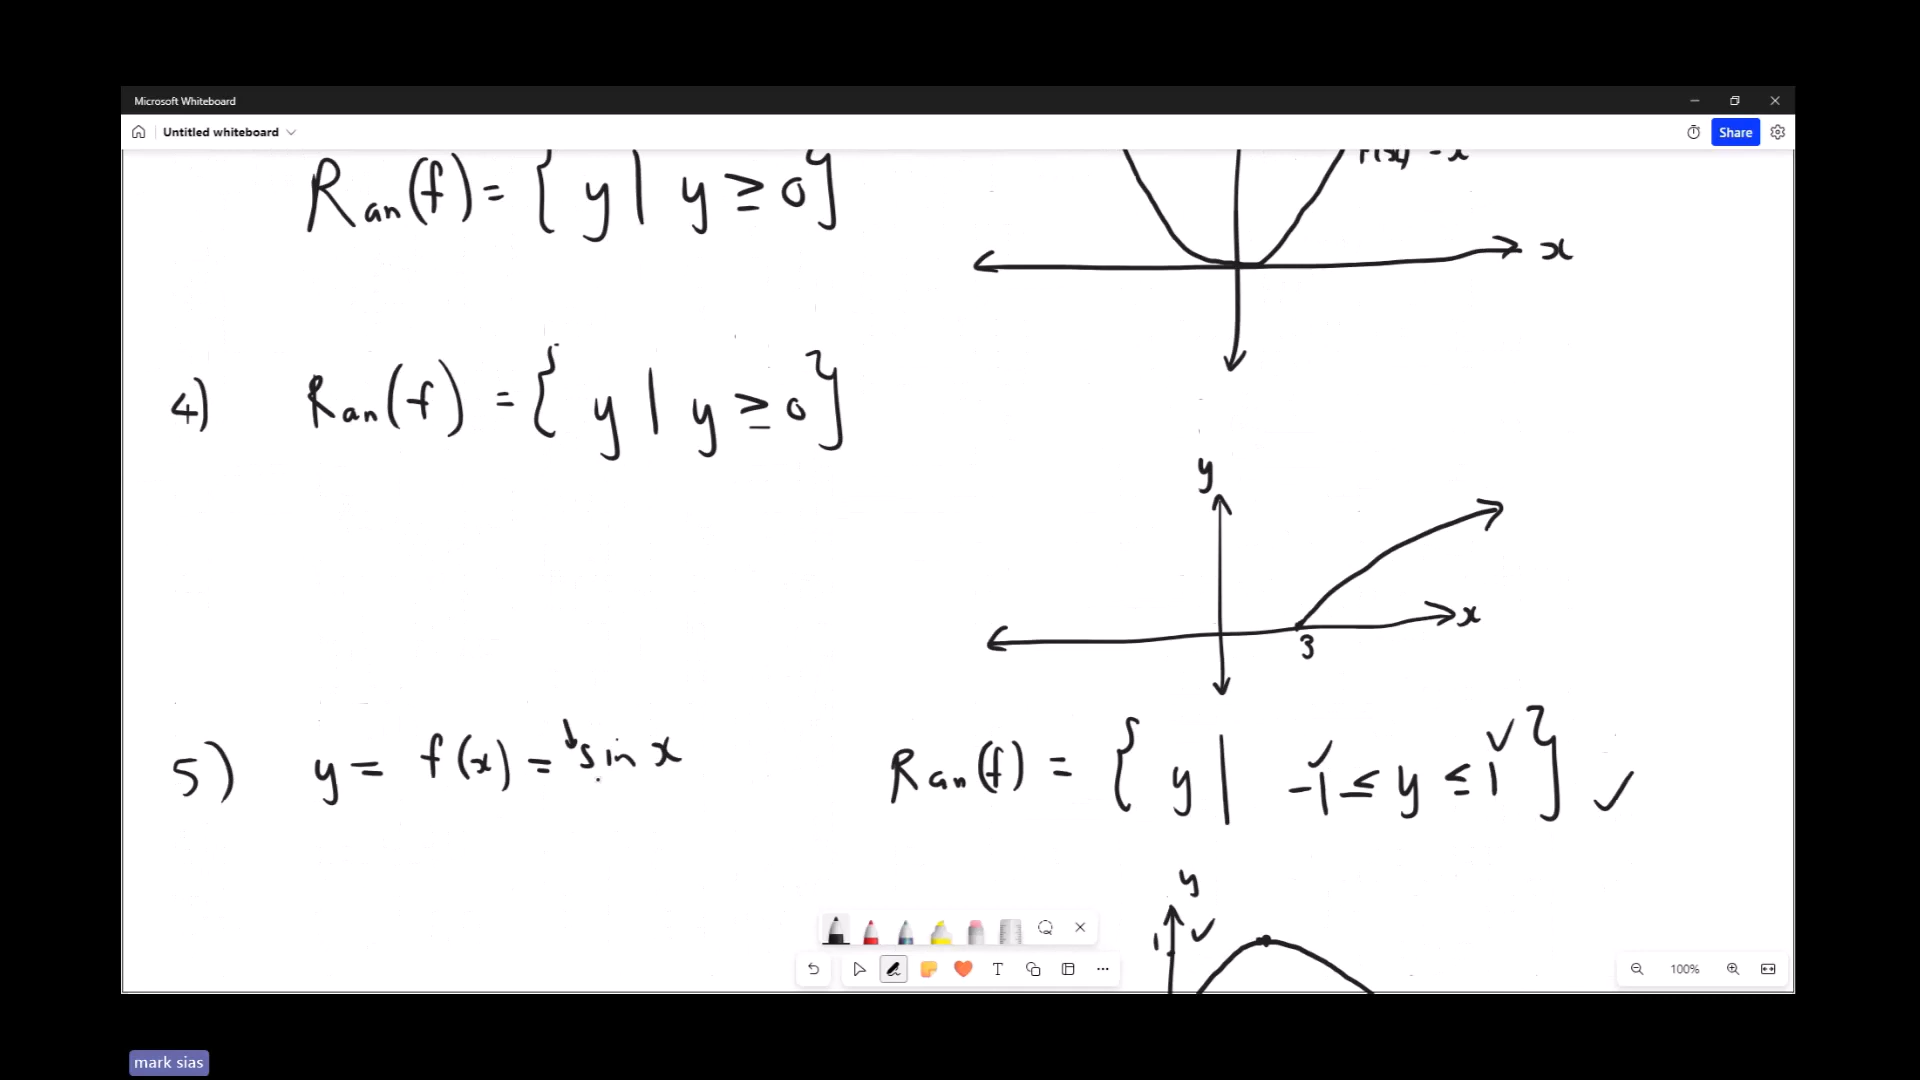 Microsoft Whiteboard
Untitled whiteboard
Share
Ran(f) = { y | y ≥ 0 }
x
4) Ran(f) = { y | y ≥ 0 }
y
x
3
5) y = f(x) = sin x
Ran(f) = { y | -1 ≤ y ≤ 1 }
y
1
T
100%
mark sias